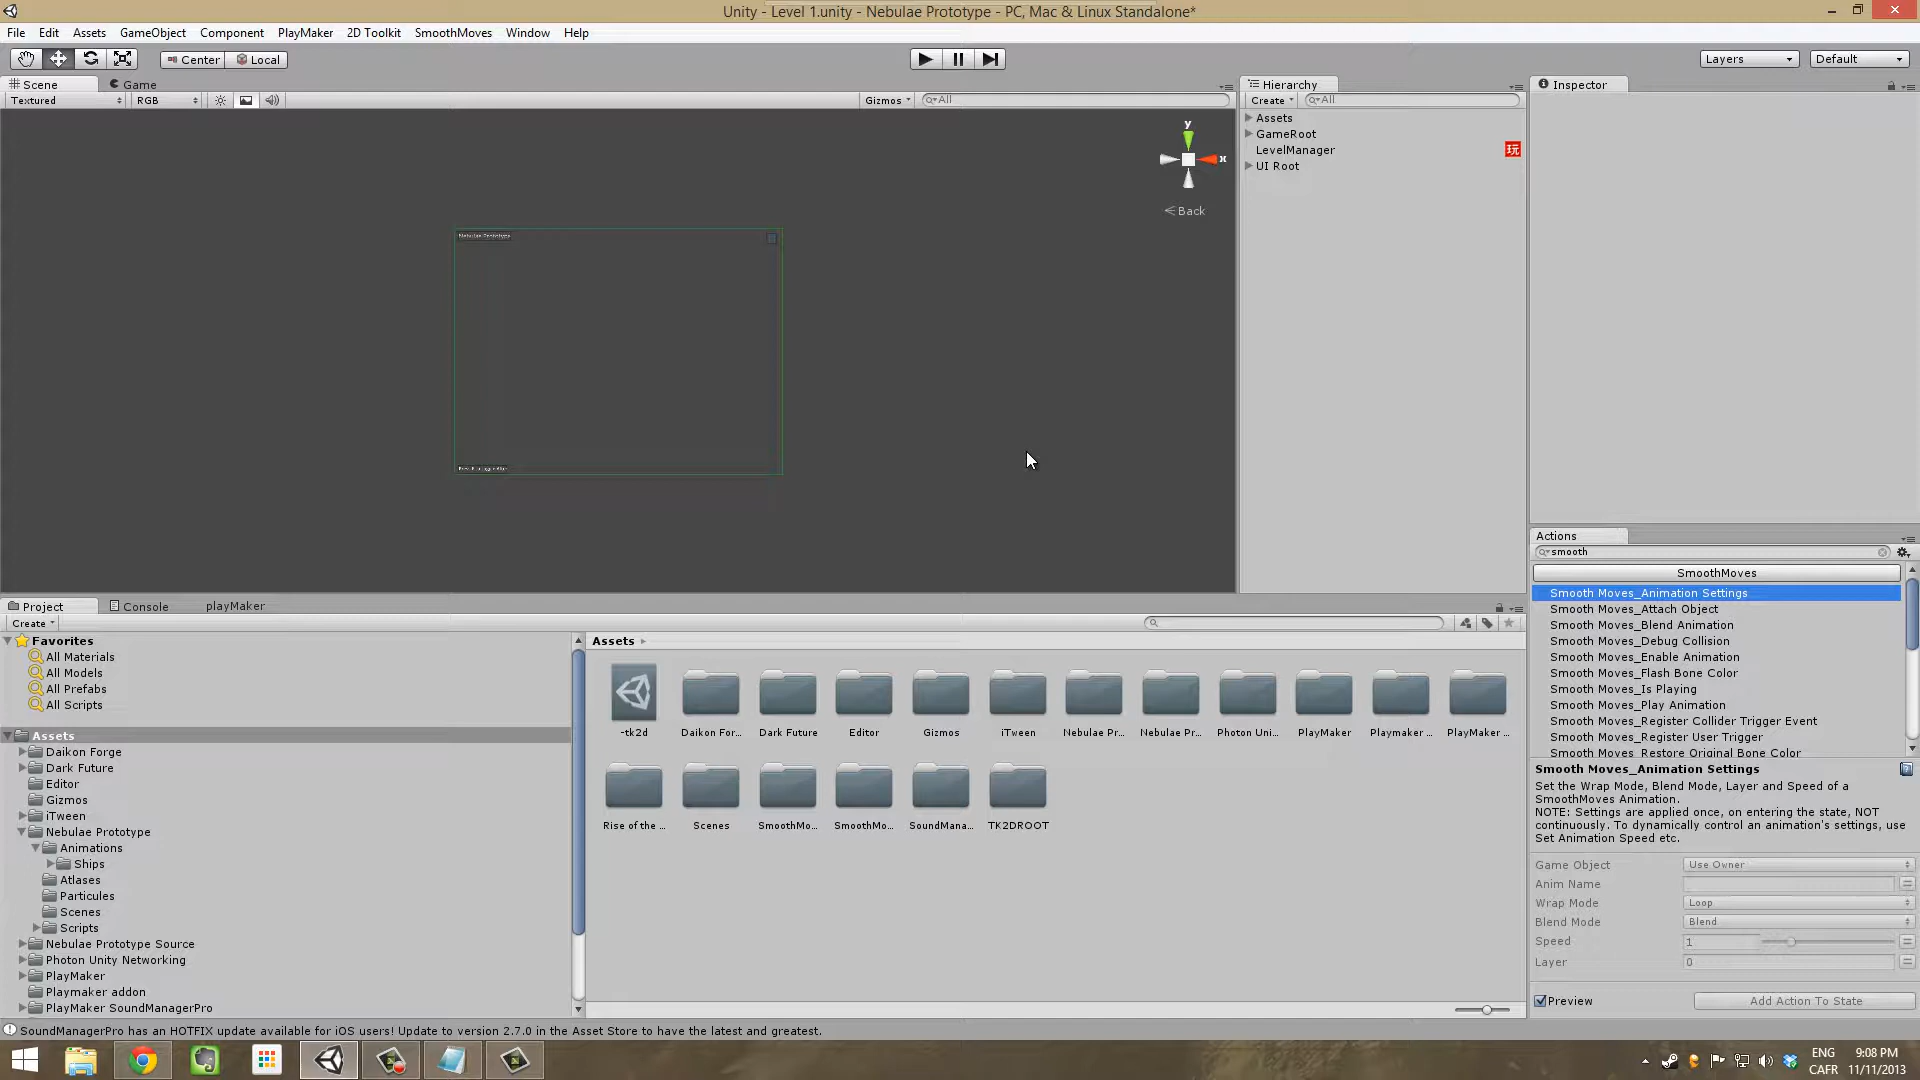 Unity - Level 1.unity - Nebulae Prototype - PC, Mac & Linux Standalone*
File Edit Assets GameObject Component PlayMaker 2D Toolkit SmoothMoves Window Help
Center Local Layers Default
Scene Game
Textured RGB Gizmos All
Hierarchy
Create All
Assets
GameRoot
LevelManager 玩
UI Root
Inspector
y
x
Back
Nebulae Prototype
Actions
smooth
SmoothMoves
Smooth Moves_Animation Settings
Smooth Moves_Attach Object
Smooth Moves_Blend Animation
Smooth Moves_Debug Collision
Smooth Moves_Enable Animation
Smooth Moves_Flash Bone Color
Smooth Moves_Is Playing
Smooth Moves_Play Animation
Smooth Moves_Register Collider Trigger Event
Smooth Moves_Register User Trigger
Smooth Moves_Restore Original Bone Color
Smooth Moves_Animation Settings
Set the Wrap Mode, Blend Mode, Layer and Speed of a
SmoothMoves Animation.
NOTE: Settings are applied once, on entering the state, NOT
continuously. To dynamically control an animation's settings, use
Set Animation Speed etc.
Game Object Use Owner
Anim Name
Wrap Mode Loop
Blend Mode Blend
Speed 1
Layer 0
Preview Add Action To State
Project Console playMaker
Create
Favorites
All Materials
All Models
All Prefabs
All Scripts
Assets
Daikon Forge
Dark Future
Editor
Gizmos
iTween
Nebulae Prototype
Animations
Ships
Atlases
Particules
Scenes
Scripts
Nebulae Prototype Source
Photon Unity Networking
PlayMaker
Playmaker addon
PlayMaker SoundManagerPro
Assets
-tk2d Daikon For... Dark Future Editor Gizmos iTween Nebulae Pr... Nebulae Pr... Photon Uni... PlayMaker Playmaker ... PlayMaker ...
Rise of the ... Scenes SmoothMo... SmoothMo... SoundMana... TK2DROOT
SoundManagerPro has an HOTFIX update available for iOS users! Update to version 2.7.0 in the Asset Store to have the latest and greatest.
ENG 9:08 PM
CAFR 11/11/2013